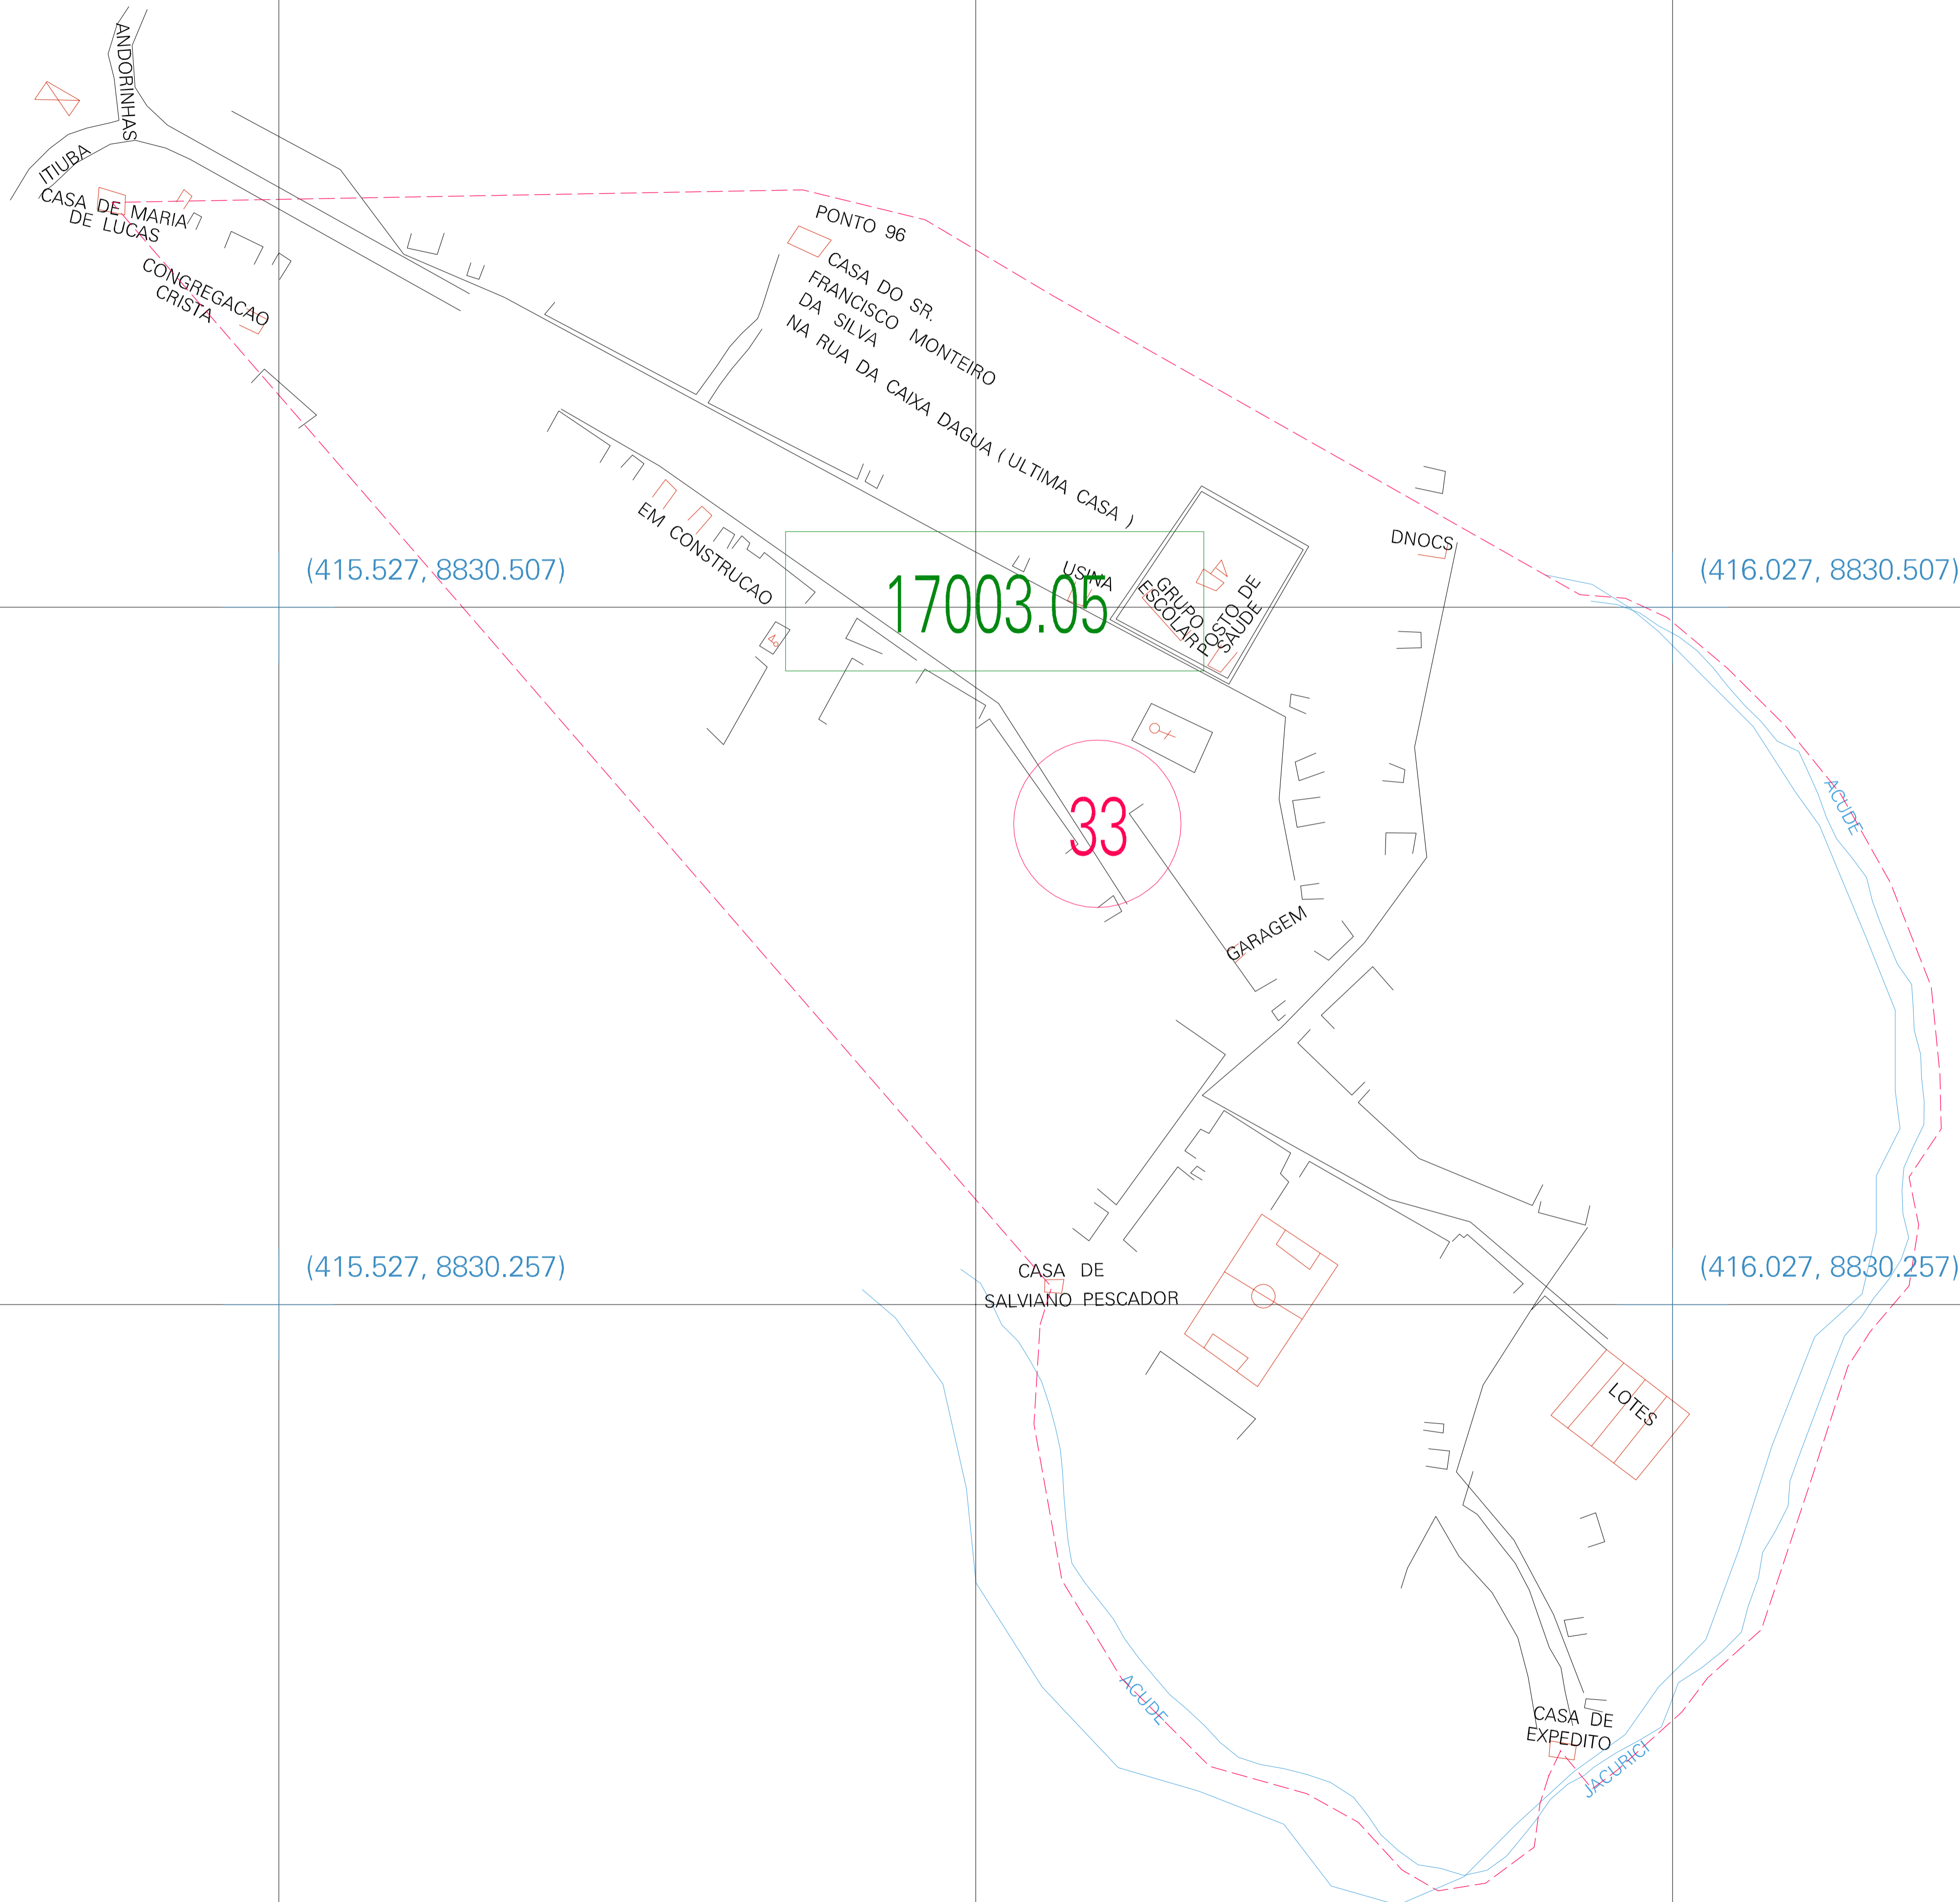 ANDORINHAS
ITIUBA
CASA DE MARIA
DE LUCAS
CONGREGACAO
CRISTA
PONTO 96
CASA DO SR.
FRANCISCO MONTEIRO
DA SILVA
NA RUA DA CAIXA DAGUA ( ULTIMA CASA )
EM CONSTRUCAO
USINA
GRUPO
ESCOLAR
POSTO DE
SAUDE
DNOCS
(415.527, 8830.507)
(416.027, 8830.507)
17003.05
33
ACUDE
GARAGEM
(415.527, 8830.257)
(416.027, 8830.257)
CASA DE
SALVIANO PESCADOR
LOTES
ACUDE
CASA DE
EXPEDITO
JACURICI